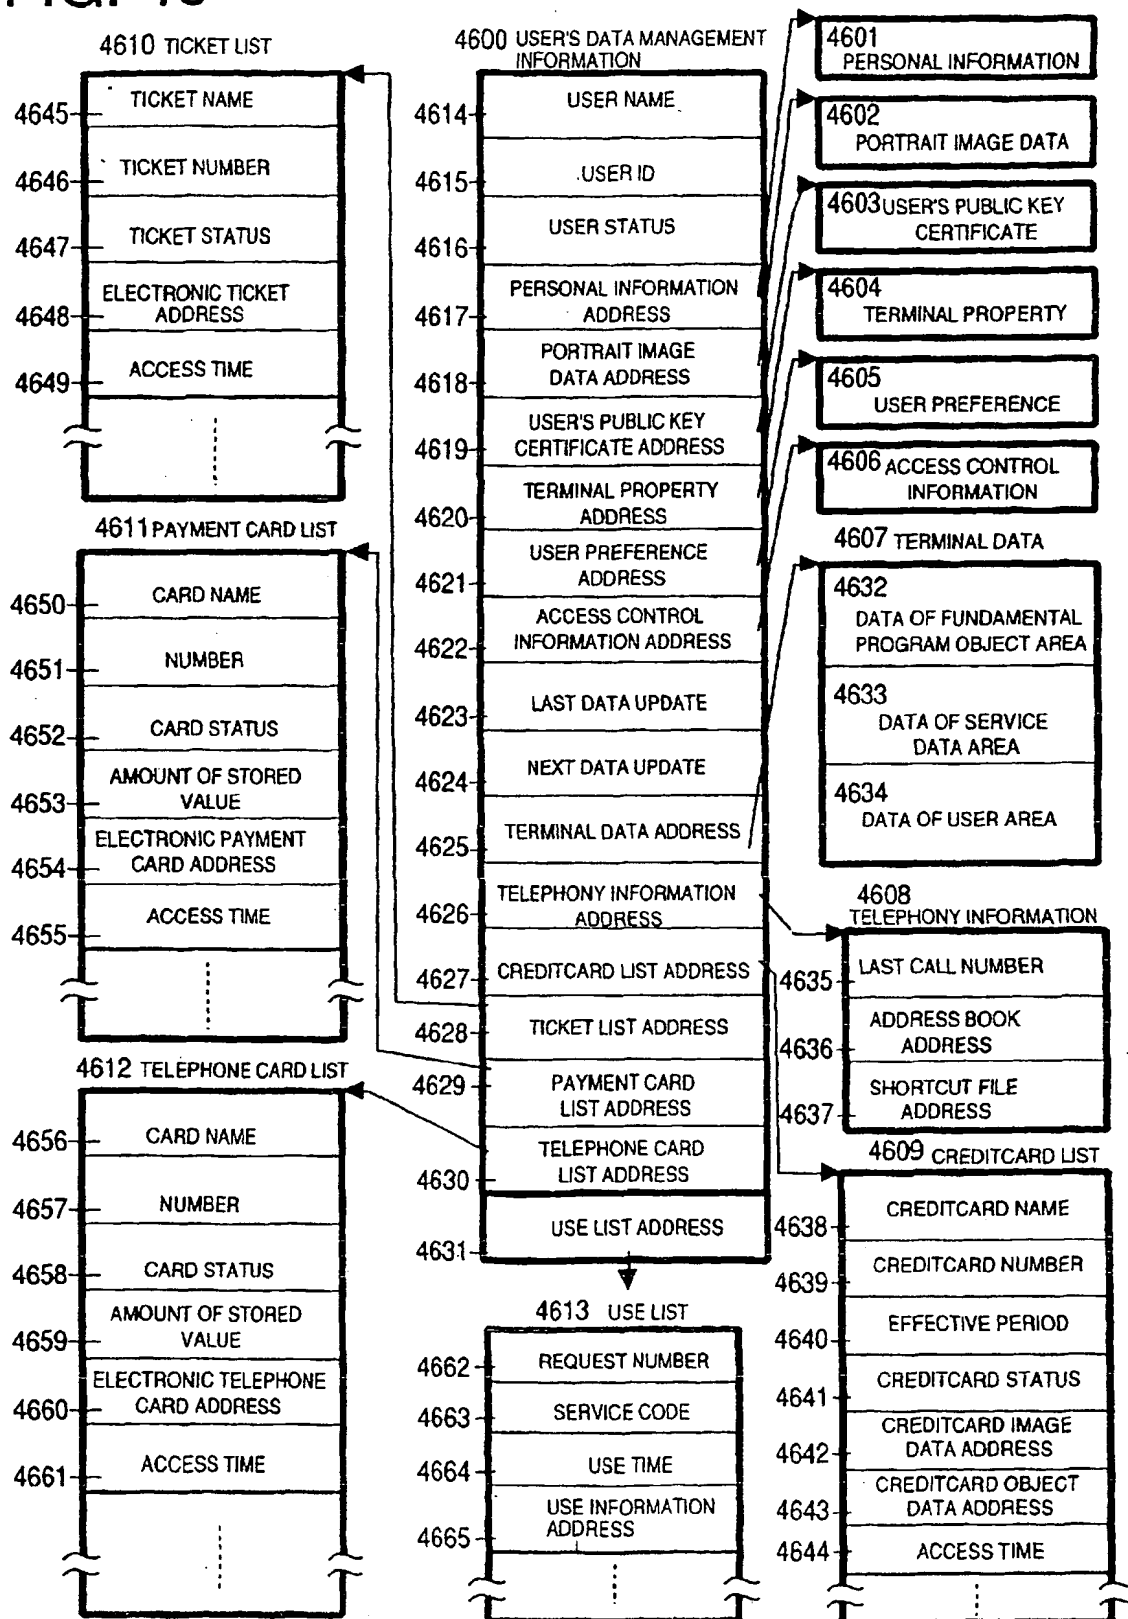 4610 TICKET LIST
TICKET NAME
4645
TICKET NUMBER
4646
TICKET STATUS
4647
ELECTRONIC TICKET
ADDRESS
4648
ACCESS TIME
4649
4611 PAYMENT CARD LIST
CARD NAME
4650
NUMBER
4651
CARD STATUS
4652
AMOUNT OF STORED
VALUE
4653
ELECTRONIC PAYMENT
CARD ADDRESS
4654
ACCESS TIME
4655
4612 TELEPHONE CARD LIST
CARD NAME
4656
NUMBER
4657
CARD STATUS
4658
AMOUNT OF STORED
VALUE
4659
ELECTRONIC TELEPHONE
CARD ADDRESS
4660
ACCESS TIME
4661
4600 USER'S DATA MANAGEMENT
INFORMATION
USER NAME
4614
USER ID
4615
USER STATUS
4616
PERSONAL INFORMATION
ADDRESS
4617
PORTRAIT IMAGE
DATA ADDRESS
4618
USER'S PUBLIC KEY
CERTIFICATE ADDRESS
4619
TERMINAL PROPERTY
ADDRESS
4620
USER PREFERENCE
ADDRESS
4621
ACCESS CONTROL
INFORMATION ADDRESS
4622
LAST DATA UPDATE
4623
NEXT DATA UPDATE
4624
TERMINAL DATA ADDRESS
4625
TELEPHONY INFORMATION
ADDRESS
4626
CREDITCARD LIST ADDRESS
4627
TICKET LIST ADDRESS
4628
PAYMENT CARD
LIST ADDRESS
4629
TELEPHONE CARD
LIST ADDRESS
4630
USE LIST ADDRESS
4631
4613 USE LIST
REQUEST NUMBER
4662
SERVICE CODE
4663
USE TIME
4664
USE INFORMATION
ADDRESS
4665
4601
PERSONAL INFORMATION
4602
PORTRAIT IMAGE DATA
4603 USER'S PUBLIC KEY
CERTIFICATE
4604
TERMINAL PROPERTY
4605
USER PREFERENCE
4606 ACCESS CONTROL
INFORMATION
4607 TERMINAL DATA
4632
DATA OF FUNDAMENTAL
PROGRAM OBJECT AREA
4633
DATA OF SERVICE
DATA AREA
4634
DATA OF USER AREA
4608
TELEPHONY INFORMATION
LAST CALL NUMBER
4635
ADDRESS BOOK
ADDRESS
4636
SHORTCUT FILE
ADDRESS
4637
4609 CREDITCARD LIST
CREDITCARD NAME
4638
CREDITCARD NUMBER
4639
EFFECTIVE PERIOD
4640
CREDITCARD STATUS
4641
CREDITCARD IMAGE
DATA ADDRESS
4642
CREDITCARD OBJECT
DATA ADDRESS
4643
ACCESS TIME
4644